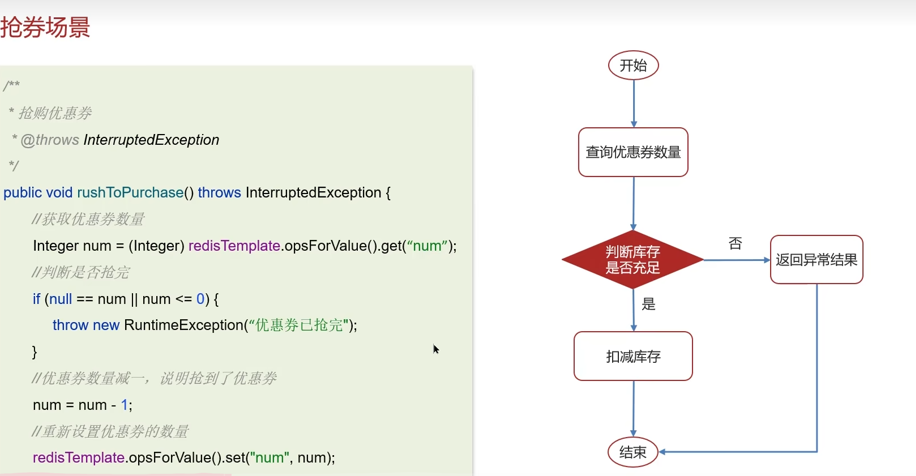 抢券场景
/**
* 抢购优惠券
* @throws InterruptedException
*/
public void rushToPurchase() throws InterruptedException {
//获取优惠券数量
Integer num = (Integer) redisTemplate.opsForValue().get(“num”);
//判断是否抢完
if (null == num || num <= 0) {
throw new RuntimeException(“优惠券已抢完");
}
//优惠券数量减一，说明抢到了优惠券
num = num - 1;
//重新设置优惠券的数量
redisTemplate.opsForValue().set("num", num);
开始
查询优惠券数量
判断库存
是否充足
否
返回异常结果
是
扣减库存
结束